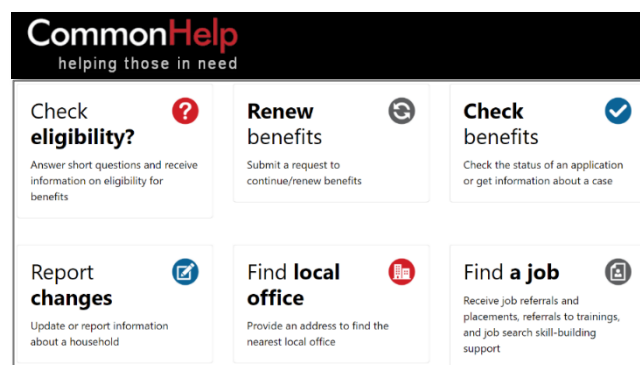 CommonHelp
helping those in need
Check
eligibility?
Answer short questions and receive
information on eligibility for
benefits
Renew
benefits
Submit a request to
continue/renew benefits
Check
benefits
Check the status of an application
or get information about a case
Report
changes
Update or report information
about a household
Find local
office
Provide an address to find the
nearest local office
Find a job
Receive job referrals and
placements, referrals to trainings,
and job search skill-building
support